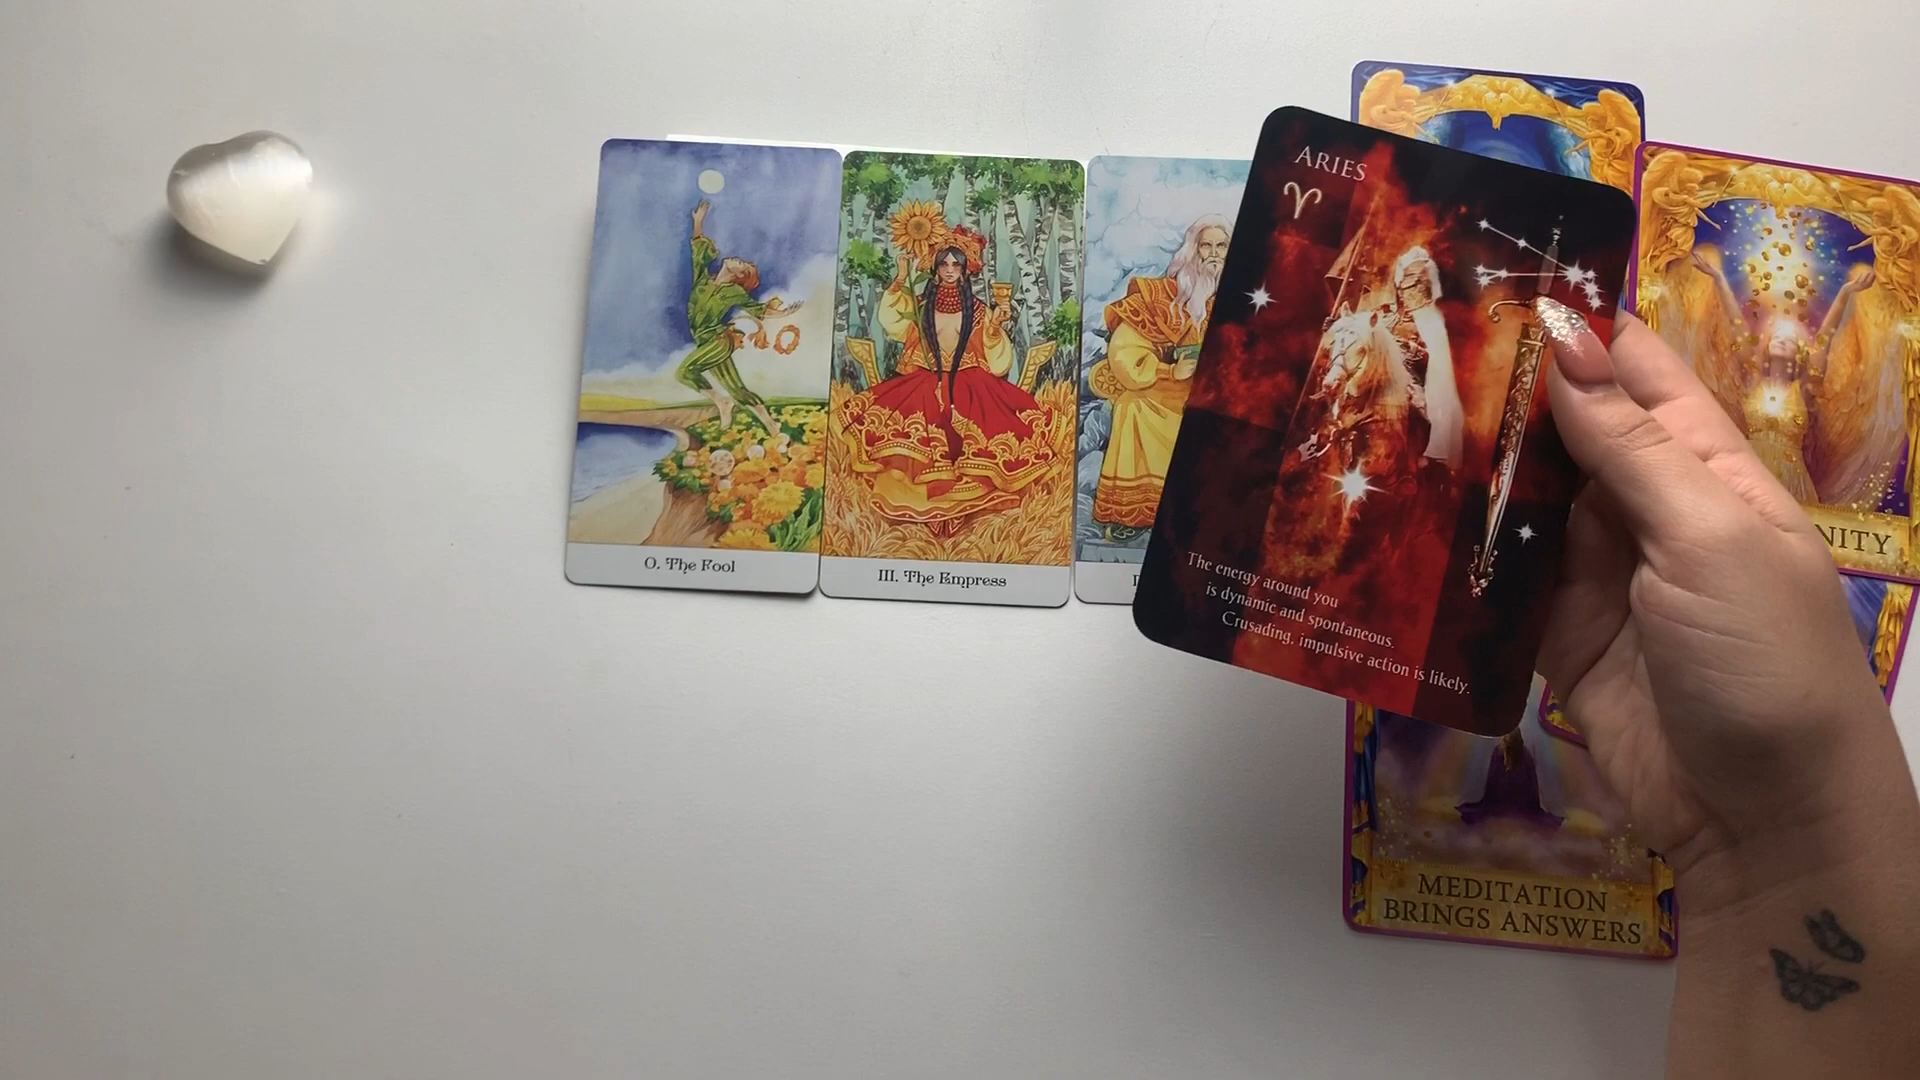 ARIES
O. The Fool
III. The Empress
The energy around you
is dynamic and spontaneous.
Crusading, impulsive action is likely.
NITY
MEDITATION
BRINGS ANSWERS